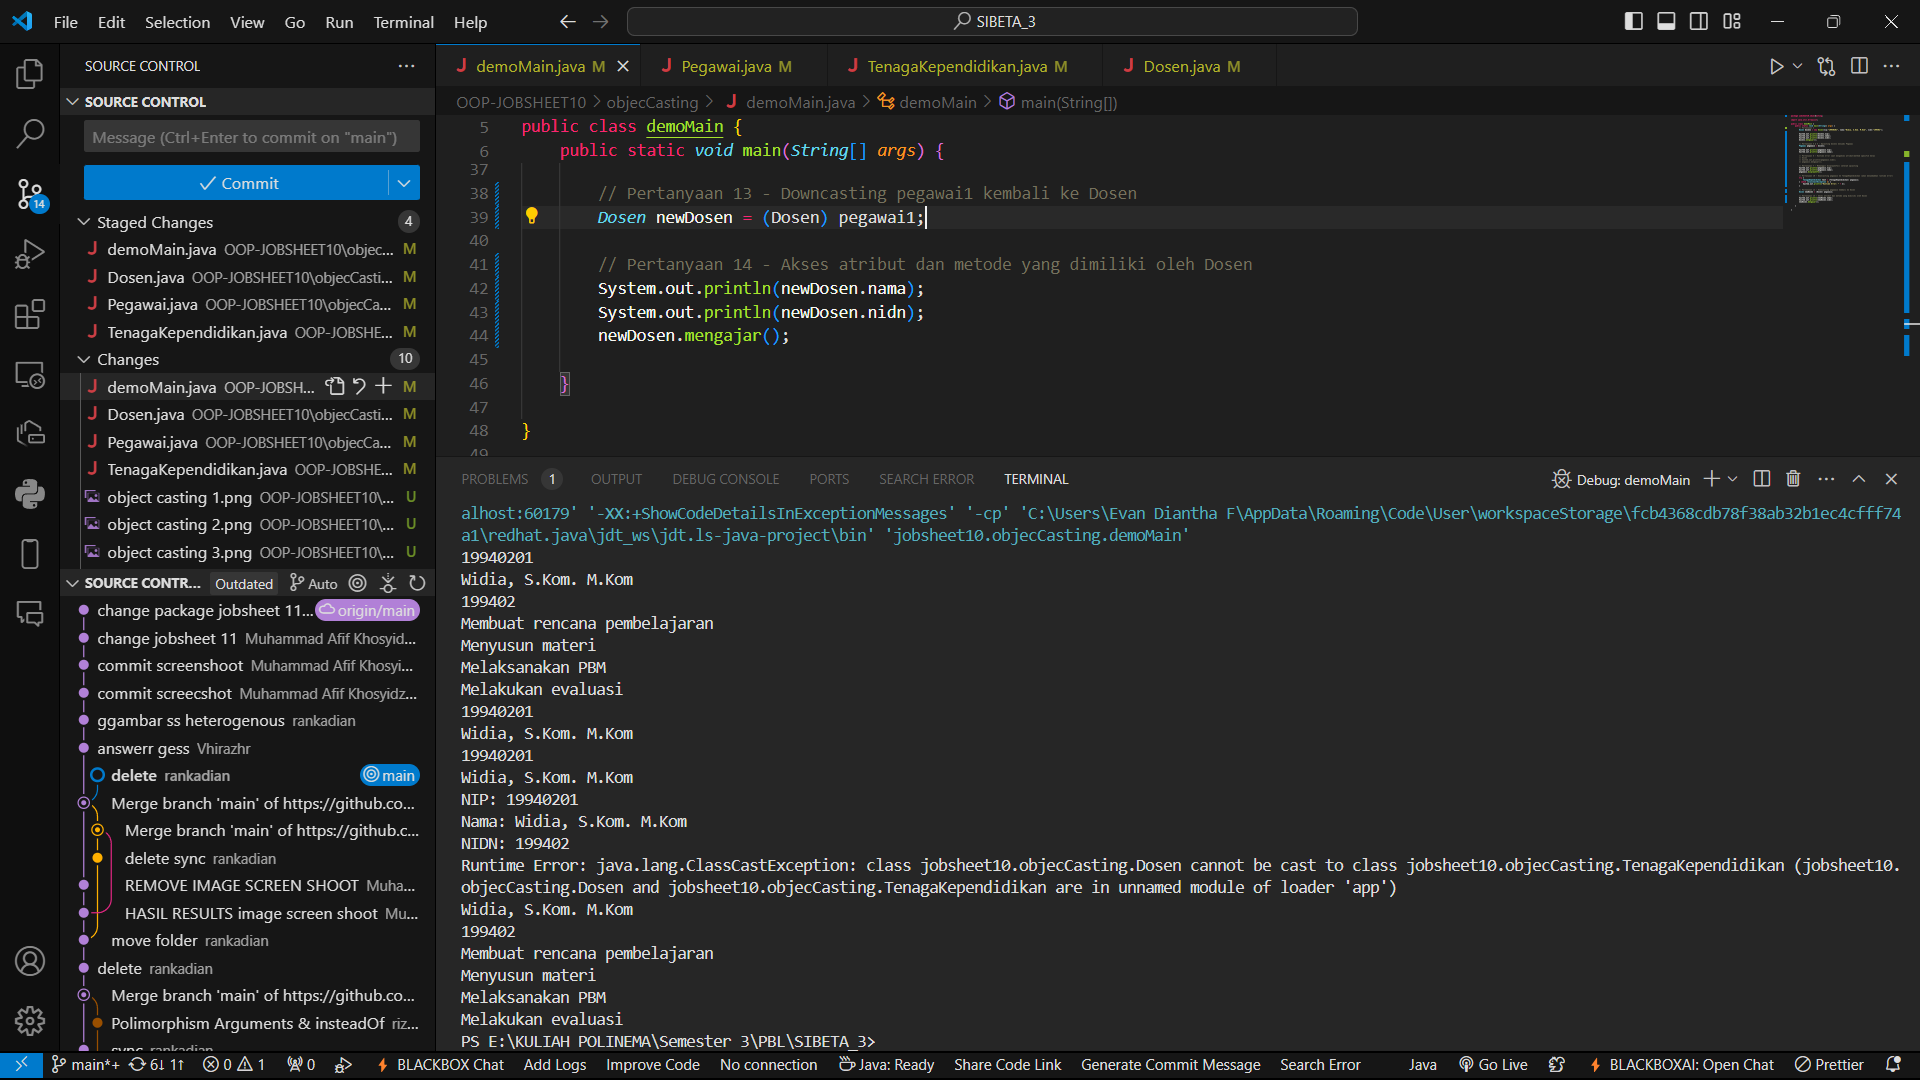 File Edit Selection View Go Run Terminal Help
SIBETA_3
SOURCE CONTROL
SOURCE CONTROL
Message (Ctrl+Enter to commit on "main")
Commit
14
Staged Changes 4
demoMain.java OOP-JOBSHEET10\objec... M
Dosen.java OOP-JOBSHEET10\objecCasti... M
Pegawai.java OOP-JOBSHEET10\objecCa... M
TenagaKependidikan.java OOP-JOBSHE... M
Changes 10
demoMain.java OOP-JOBSH... M
Dosen.java OOP-JOBSHEET10\objecCasti... M
Pegawai.java OOP-JOBSHEET10\objecCa... M
TenagaKependidikan.java OOP-JOBSHE... M
object casting 1.png OOP-JOBSHEET10\... U
object casting 2.png OOP-JOBSHEET10\... U
object casting 3.png OOP-JOBSHEET10\... U
SOURCE CONTR... Outdated Auto
change package jobsheet 11... origin/main
change jobsheet 11 Muhammad Afif Khosyid...
commit screenshoot Muhammad Afif Khosyi...
commit screecshot Muhammad Afif Khosyidz...
ggambar ss heterogenous rankadian
answerr gess Vhirazhr
delete rankadian main
Merge branch 'main' of https://github.co...
Merge branch 'main' of https://github.c...
delete sync rankadian
REMOVE IMAGE SCREEN SHOOT Muha...
HASIL RESULTS image screen shoot Mu...
move folder rankadian
delete rankadian
Merge branch 'main' of https://github.co...
Polimorphism Arguments & insteadOf riz...
sync rankadian
demoMain.java M Pegawai.java M TenagaKependidikan.java M Dosen.java M
OOP-JOBSHEET10 > objecCasting > demoMain.java > demoMain > main(String[])
5 public class demoMain {
6 public static void main(String[] args) {
37
38 // Pertanyaan 13 - Downcasting pegawai1 kembali ke Dosen
39 Dosen newDosen = (Dosen) pegawai1;
40
41 // Pertanyaan 14 - Akses atribut dan metode yang dimiliki oleh Dosen
42 System.out.println(newDosen.nama);
43 System.out.println(newDosen.nidn);
44 newDosen.mengajar();
45
46 }
47
48 }
49
PROBLEMS 1 OUTPUT DEBUG CONSOLE PORTS SEARCH ERROR TERMINAL Debug: demoMain
alhost:60179' '-XX:+ShowCodeDetailsInExceptionMessages' '-cp' 'C:\Users\Evan Diantha F\AppData\Roaming\Code\User\workspaceStorage\fcb4368cdb78f38ab32b1ec4cfff74
a1\redhat.java\jdt_ws\jdt.ls-java-project\bin' 'jobsheet10.objecCasting.demoMain'
19940201
Widia, S.Kom. M.Kom
199402
Membuat rencana pembelajaran
Menyusun materi
Melaksanakan PBM
Melakukan evaluasi
19940201
Widia, S.Kom. M.Kom
19940201
Widia, S.Kom. M.Kom
NIP: 19940201
Nama: Widia, S.Kom. M.Kom
NIDN: 199402
Runtime Error: java.lang.ClassCastException: class jobsheet10.objecCasting.Dosen cannot be cast to class jobsheet10.objecCasting.TenagaKependidikan (jobsheet10.
objecCasting.Dosen and jobsheet10.objecCasting.TenagaKependidikan are in unnamed module of loader 'app')
Widia, S.Kom. M.Kom
199402
Membuat rencana pembelajaran
Menyusun materi
Melaksanakan PBM
Melakukan evaluasi
PS E:\KULIAH POLINEMA\Semester 3\PBL\SIBETA_3>
main*+ 6↓ 1↑ 0 1 0 BLACKBOX Chat Add Logs Improve Code No connection Java: Ready Share Code Link Generate Commit Message Search Error Java Go Live BLACKBOXAI: Open Chat Prettier